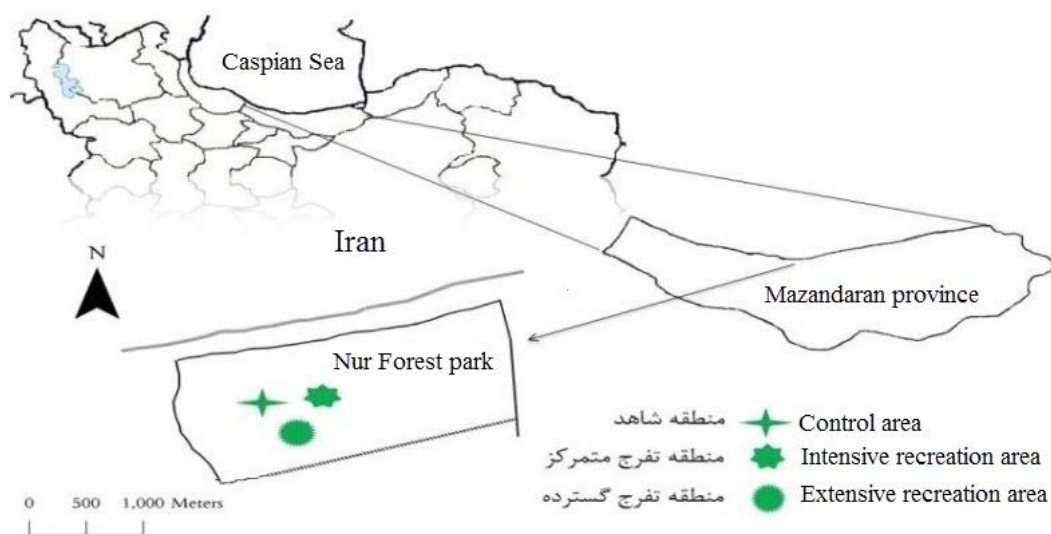 Caspian Sea
Iran
N
Mazandaran province
Nur Forest park
منطقه شاهد Control area
منطقه تفرج متمرکز Intensive recreation area
منطقه تفرج گسترده Extensive recreation area
0 500 1,000 Meters